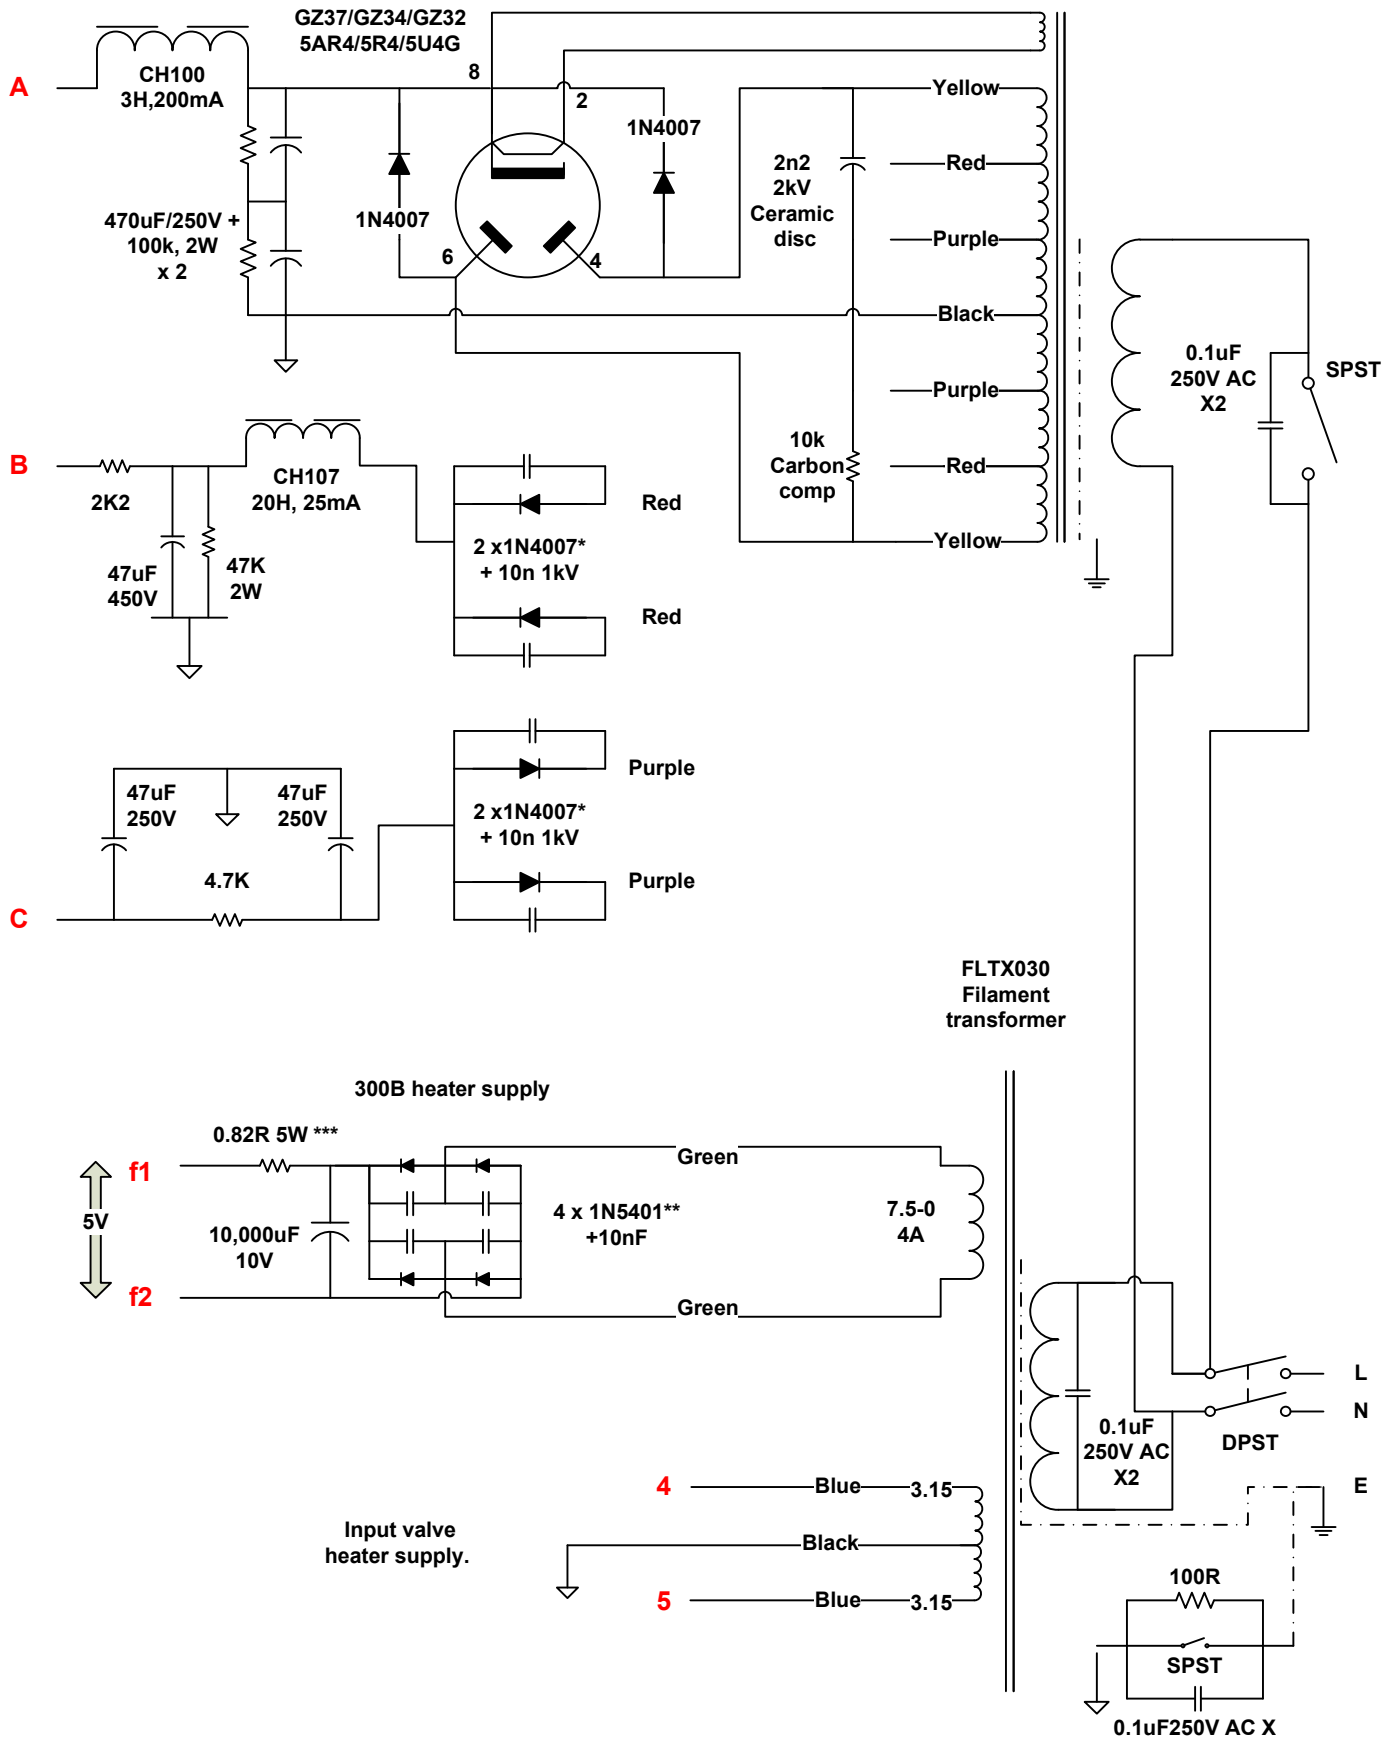 GZ37/GZ34/GZ32
5AR4/5R4/5U4G
A
CH100
3H,200mA
8
2
1N4007
1N4007
6
4
470uF/250V +
100k, 2W
x 2
2n2
2kV
Ceramic
disc
10k
Carbon
comp
Yellow
Red
Purple
Black
Purple
Red
Yellow
0.1uF
250V AC
X2
SPST
B
2K2
CH107
20H, 25mA
47uF
450V
47K
2W
Red
2 x1N4007*
+ 10n 1kV
Red
47uF
250V
47uF
250V
4.7K
C
Purple
2 x1N4007*
+ 10n 1kV
Purple
FLTX030
Filament
transformer
300B heater supply
0.82R 5W ***
f1
5V
f2
10,000uF
10V
4 x 1N5401**
+10nF
Green
Green
7.5-0
4A
0.1uF
250V AC
X2
L
N
DPST
E
4
Blue
3.15
Input valve
heater supply.
Black
5
Blue
3.15
100R
SPST
0.1uF250V AC X